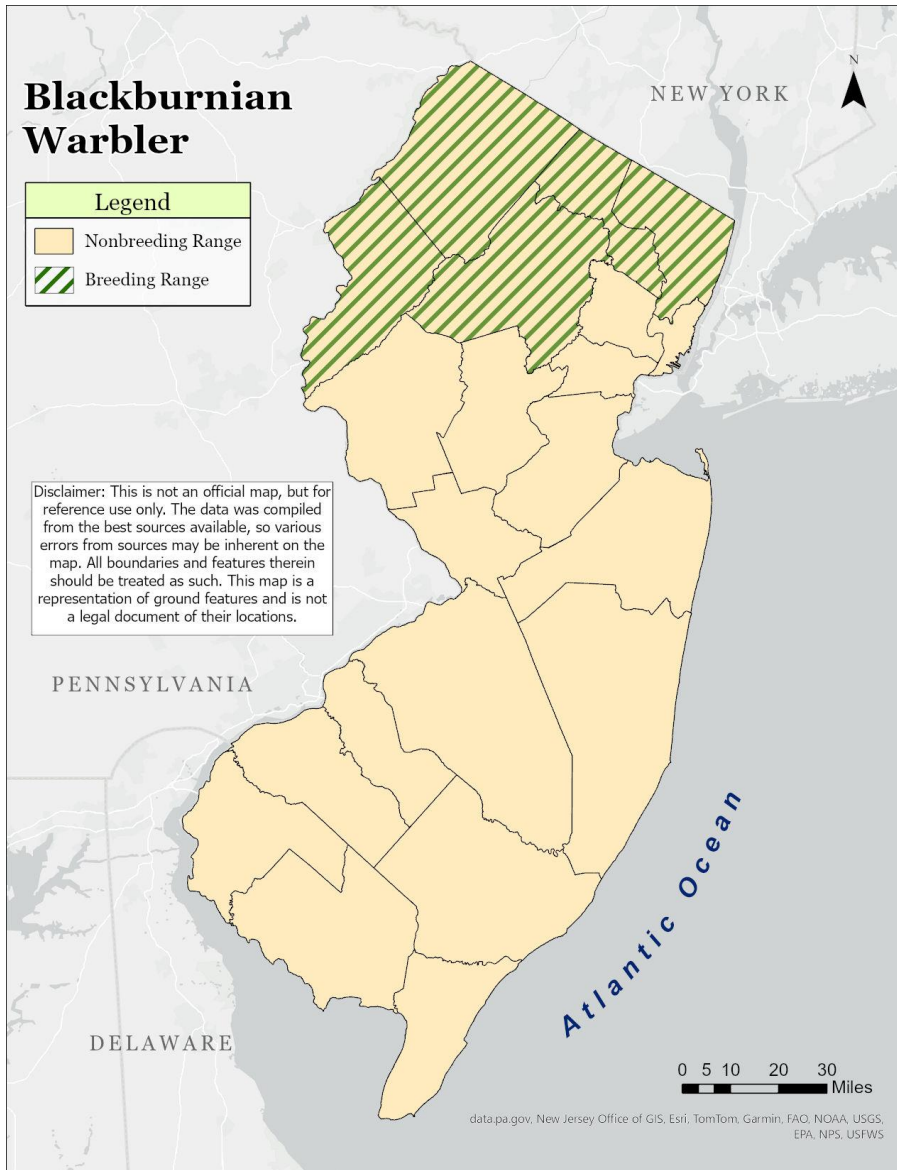 Blackburnian
Warbler
Legend
Nonbreeding Range
Breeding Range
NEW YORK
N
Disclaimer: This is not an official map, but for
reference use only. The data was compiled
from the best sources available, so various
errors from sources may be inherent on the
map. All boundaries and features therein
should be treated as such. This map is a
representation of ground features and is not
a legal document of their locations.
PENNSYLVANIA
Atlantic Ocean
DELAWARE
0 5 10 20 30
Miles
data.pa.gov, New Jersey Office of GIS, Esri, TomTom, Garmin, FAO, NOAA, USGS,
EPA, NPS, USFWS